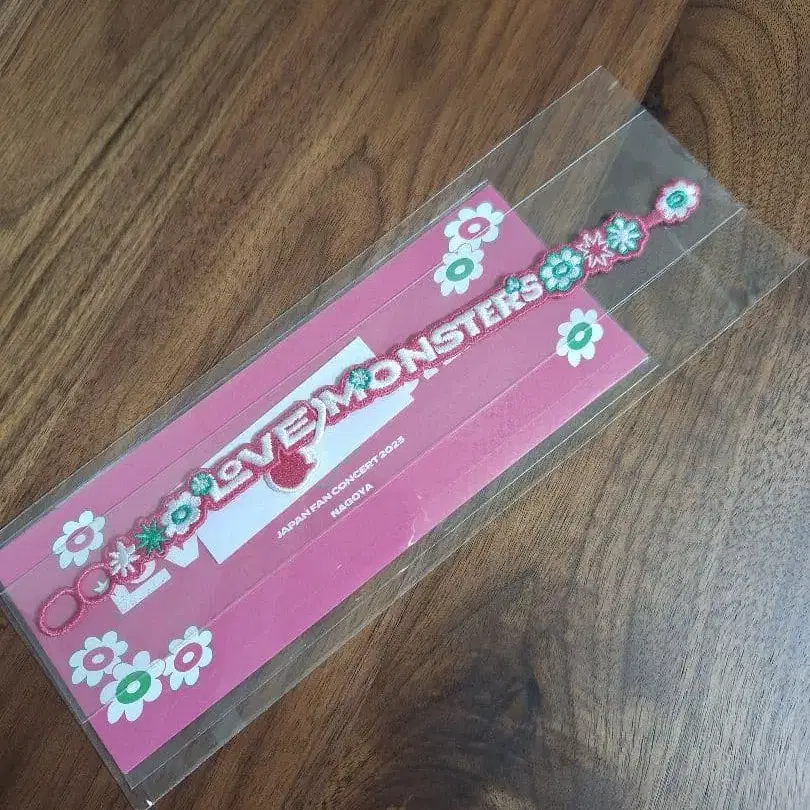 LOVE MONSTERS
JAPAN FAN CONCERT 2023
NAGOYA